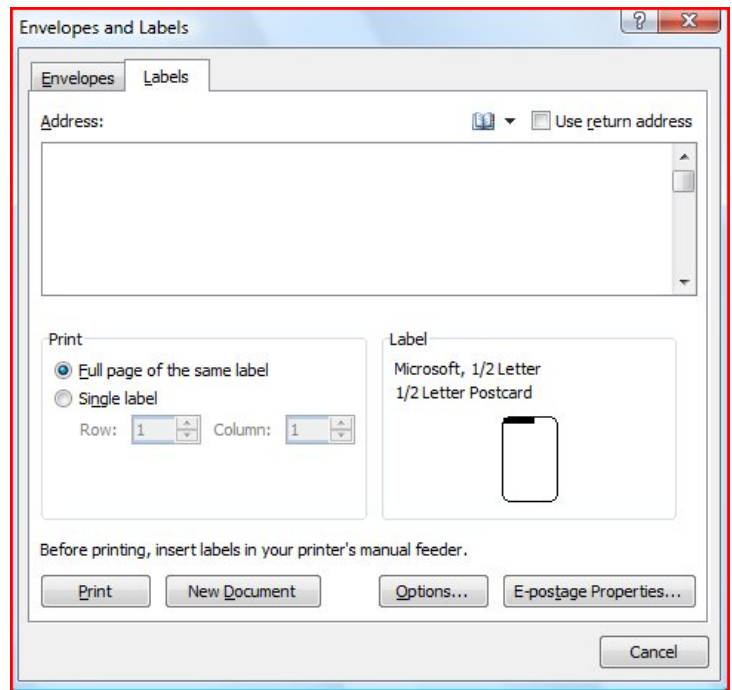 Envelopes and Labels
Envelopes Labels
Address: Use return address
Print
Full page of the same label
Single label
Row: 1 Column: 1
Label
Microsoft, 1/2 Letter
1/2 Letter Postcard
Before printing, insert labels in your printer's manual feeder.
Print New Document Options... E-postage Properties...
Cancel